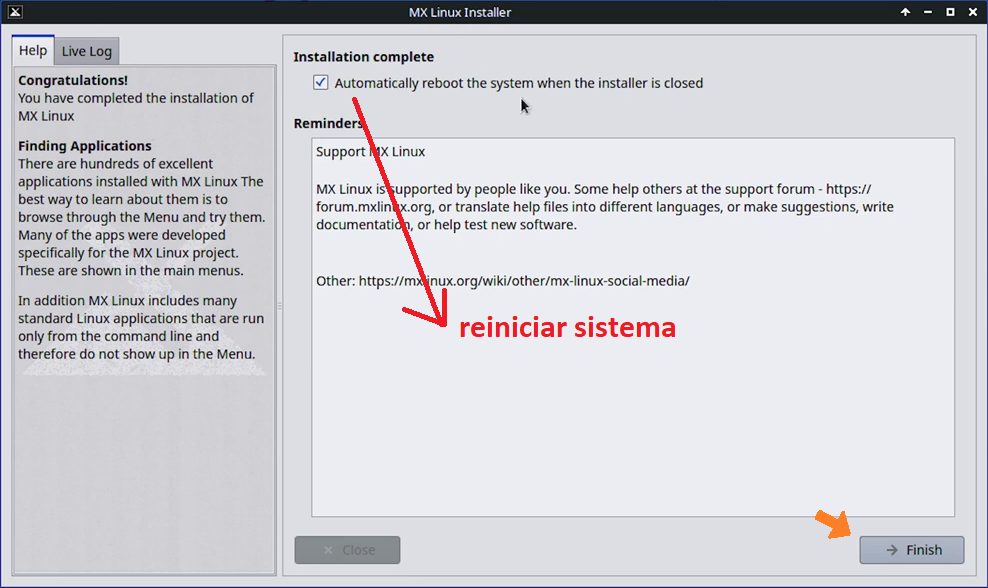 MX Linux Installer
Help
Live Log
Congratulations!
You have completed the installation of
MX Linux
Finding Applications
There are hundreds of excellent
applications installed with MX Linux The
best way to learn about them is to
browse through the Menu and try them.
Many of the apps were developed
specifically for the MX Linux project.
These are shown in the main menus.
In addition MX Linux includes many
standard Linux applications that are run
only from the command line and
therefore do not show up in the Menu.
Installation complete
Automatically reboot the system when the installer is closed
Reminders
Support MX Linux
MX Linux is supported by people like you. Some help others at the support forum - https://
forum.mxlinux.org, or translate help files into different languages, or make suggestions, write
documentation, or help test new software.
Other: https://mxlinux.org/wiki/other/mx-linux-social-media/
reiniciar sistema
Close
Finish